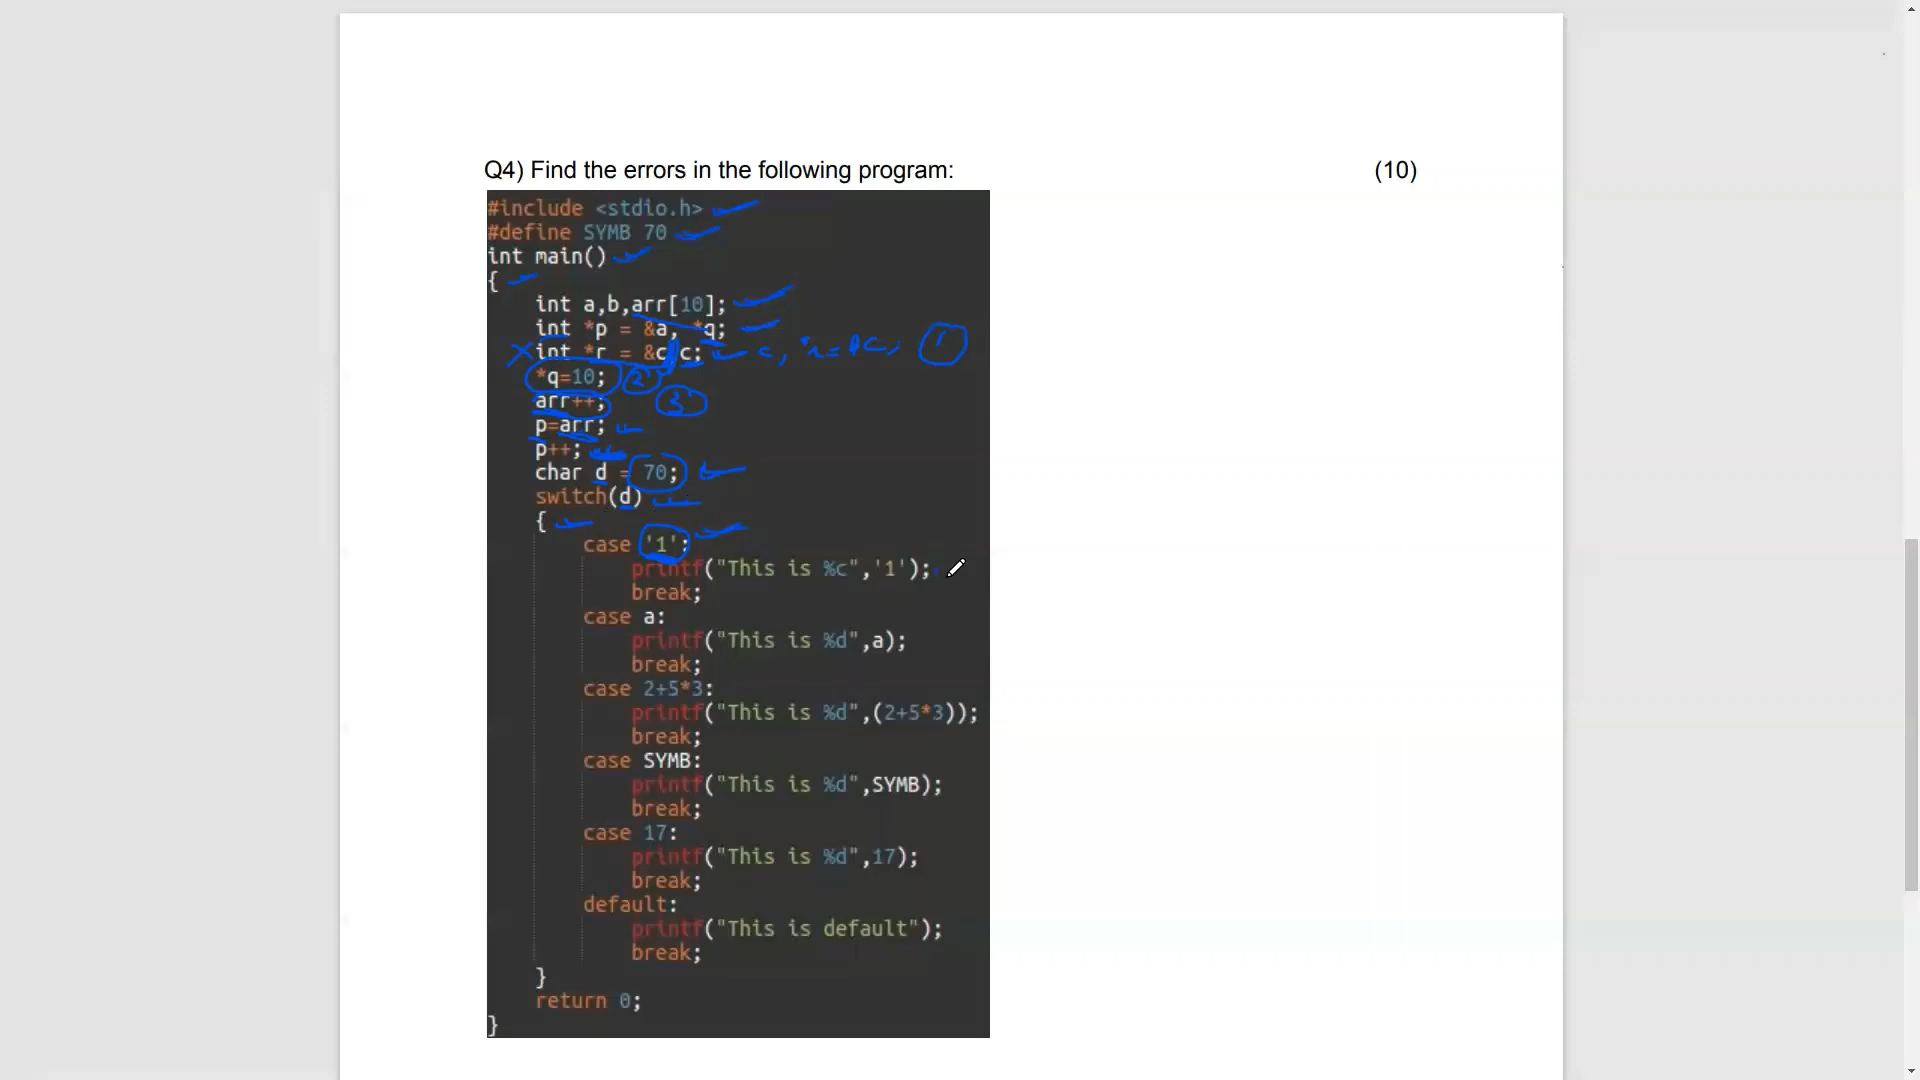 Q4) Find the errors in the following program: (10)
#include <stdio.h>
#define SYMB 70
int main()
{
int a,b,arr[10];
int *p = &a, *q;
int *r = &c, c; c, *r=&c, 1
*q=10; 2
arr++; 3
p=arr;
p++;
char d = 70;
switch(d)
{
case '1':
printf("This is %c",'1');
break;
case a:
printf("This is %d",a);
break;
case 2+5*3:
printf("This is %d",(2+5*3));
break;
case SYMB:
printf("This is %d",SYMB);
break;
case 17:
printf("This is %d",17);
break;
default:
printf("This is default");
break;
}
return 0;
}